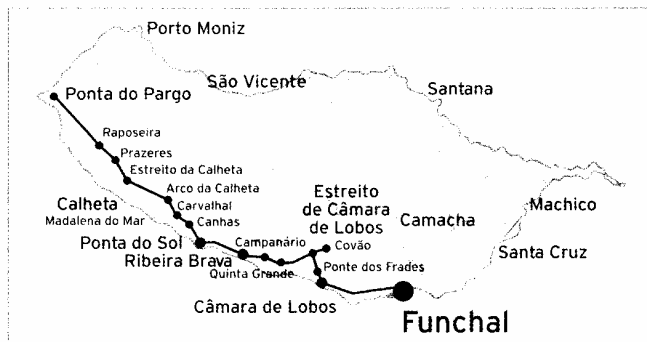 Porto Moniz
São Vicente
Santana
Ponta do Pargo
Raposeira
Prazeres
Estreito da Calheta
Arco da Calheta
Calheta
Carvalhal
Madalena do Mar
Canhas
Estreito
de Câmara
de Lobos
Camacha
Machico
Ponta do Sol
Campanário
Covão
Santa Cruz
Ribeira Brava
Quinta Grande
Ponte dos Frades
Câmara de Lobos
Funchal